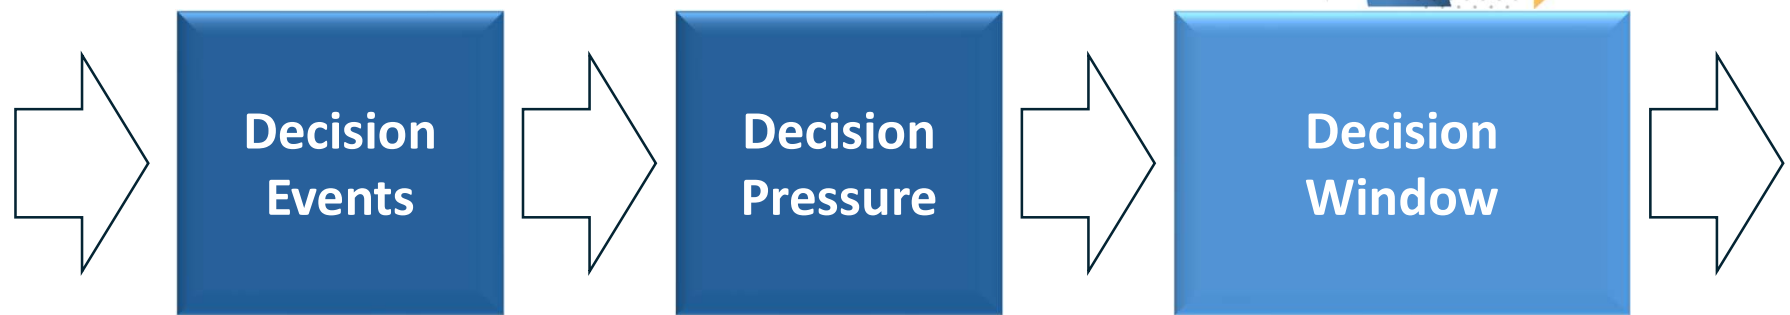 Decision
Events
Decision
Pressure
Decision
Window